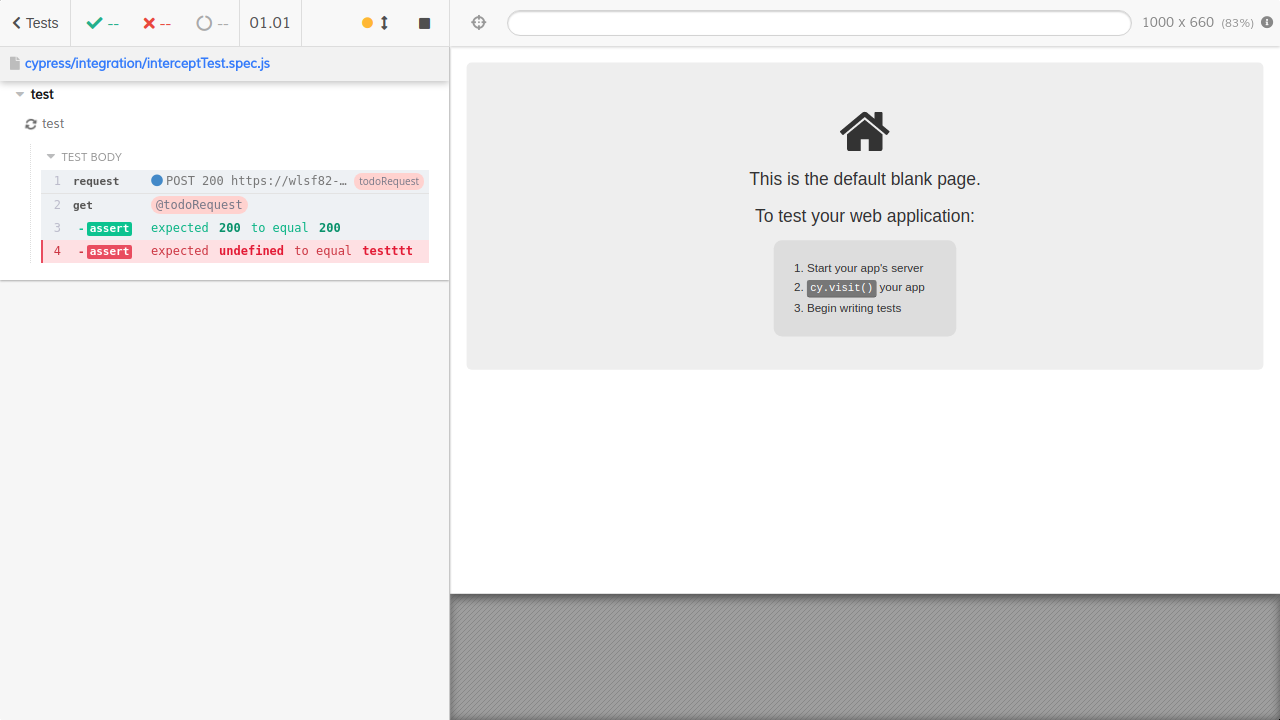 Tests
--
--
--
01.01
1000 x 660 (83%)
cypress/integration/interceptTest.spec.js
test
test
TEST BODY
1 request POST 200 https://wlsf82-… todoRequest
2 get @todoRequest
3 -assert expected 200 to equal 200
4 -assert expected undefined to equal testttt
This is the default blank page.
To test your web application:
1. Start your app's server
2. cy.visit() your app
3. Begin writing tests